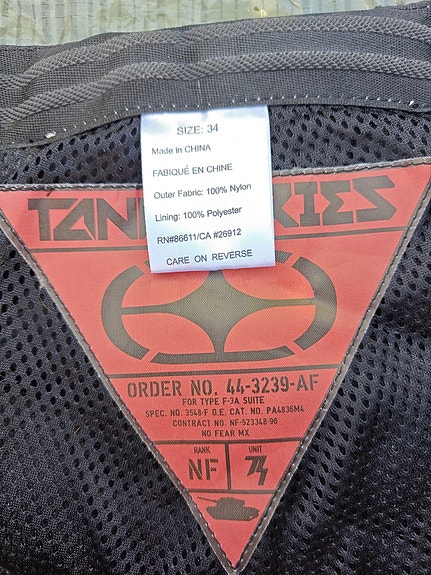 SIZE: 34
Made in CHINA
FABIQUÉ EN CHINE
Outer Fabric: 100% Nylon
Lining: 100% Polyester
RN#86611/CA #26912
CARE ON REVERSE
ORDER NO. 44-3239-AF
FOR TYPE F-3A SUITE
SPEC. NO. 3548-F G.E. CAT. NO. PA4836M4
CONTRACT NO. NF-523348-96
NO FEAR MX
RANK
NF
UNIT